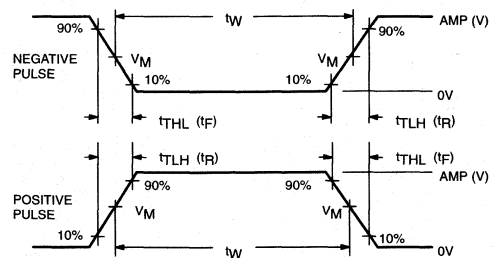 90% tW 90% AMP (V)
NEGATIVE
PULSE
VM VM
10% 10%
0V
tTHL (tF) tTLH (tR)
tTLH (tR) tTHL (tF)
AMP (V)
90% 90%
POSITIVE
PULSE
VM VM
10% 10%
tW 0V